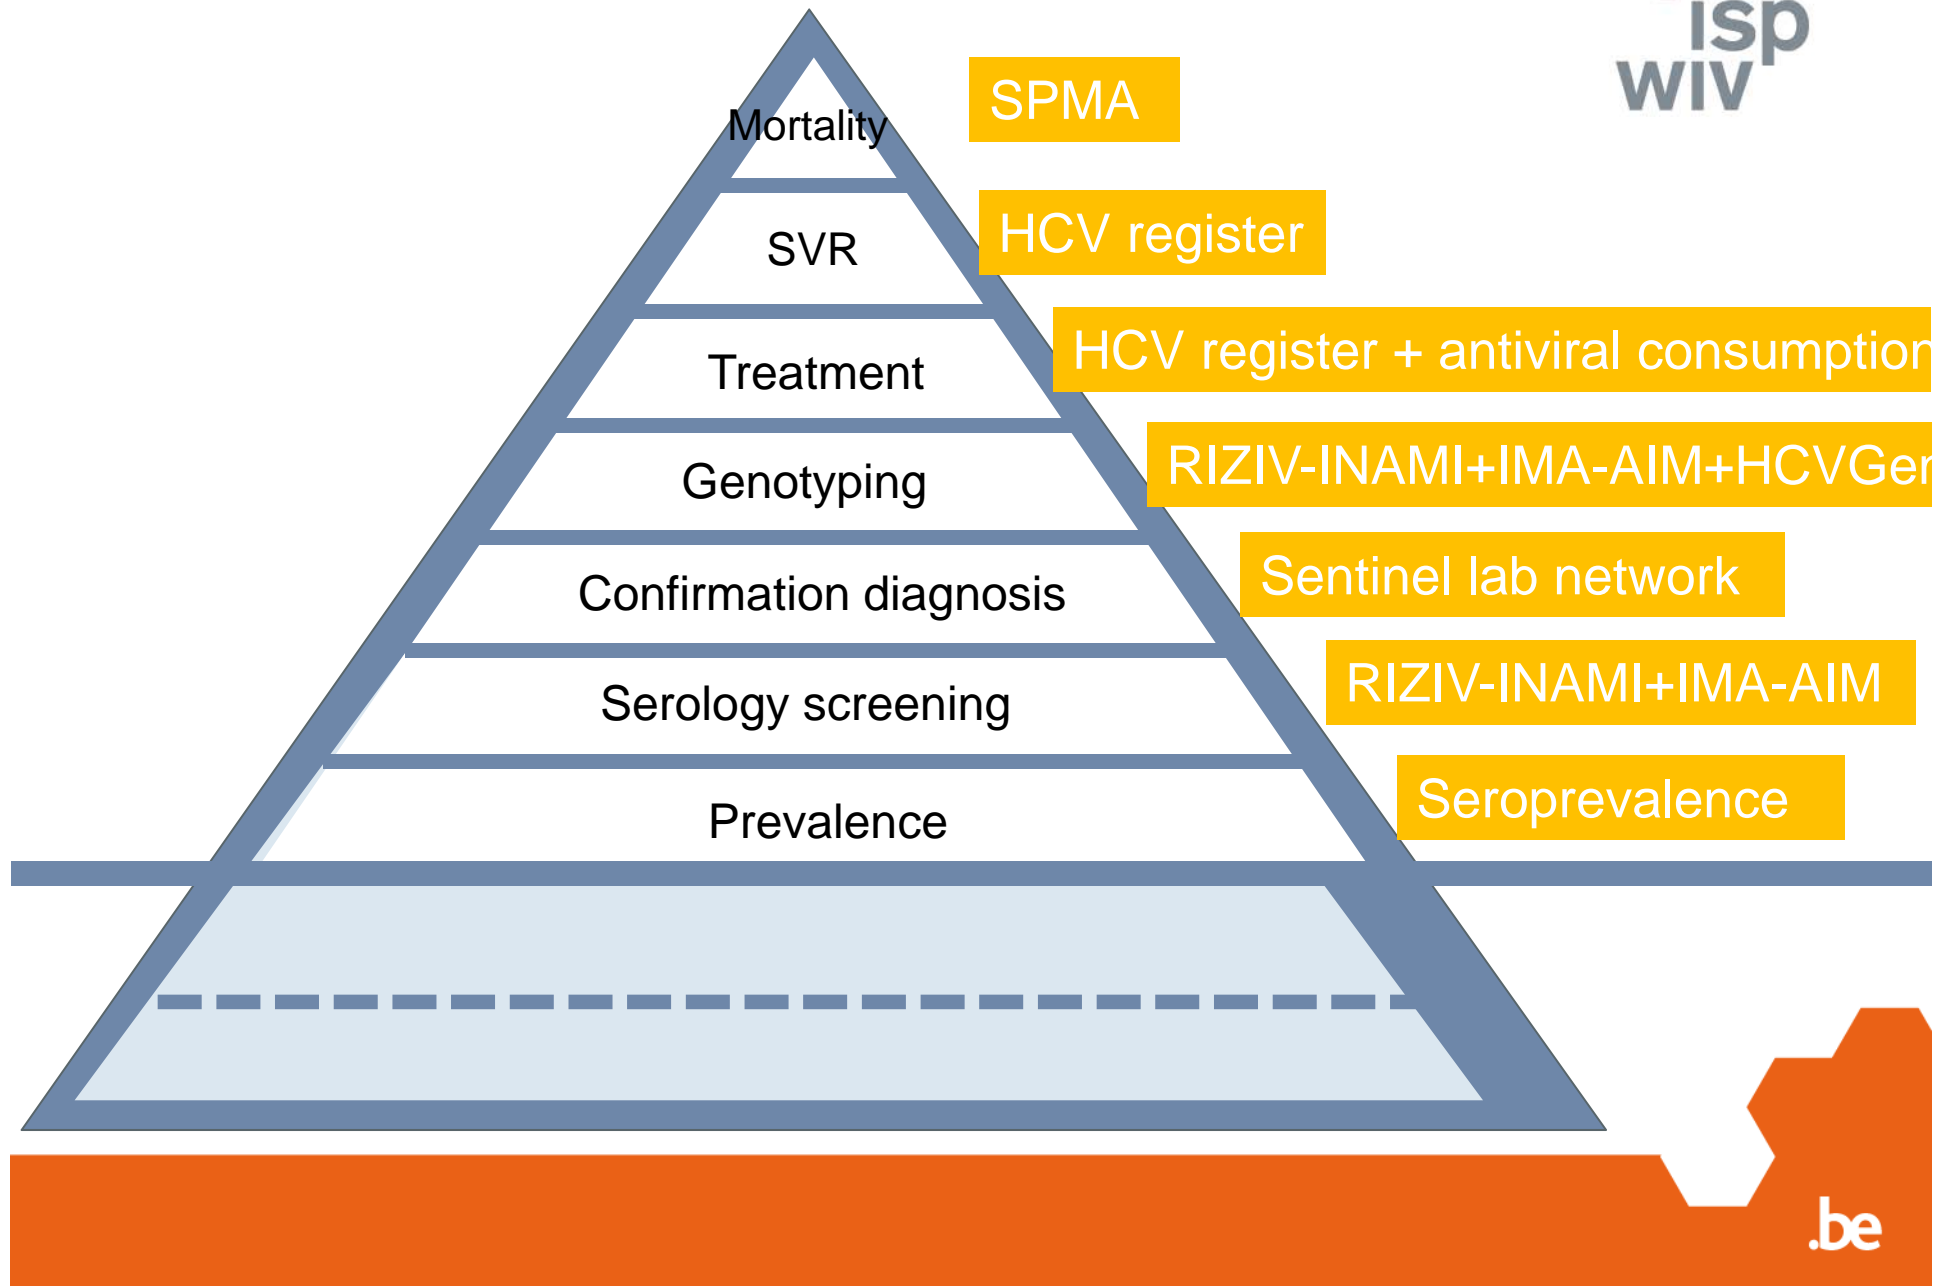 isp
wiv
Mortality
SPMA
SVR
HCV register
Treatment
HCV register + antiviral consumption
Genotyping
RIZIV-INAMI+IMA-AIM+HCVGen
Confirmation diagnosis
Sentinel lab network
Serology screening
RIZIV-INAMI+IMA-AIM
Prevalence
Seroprevalence
.be